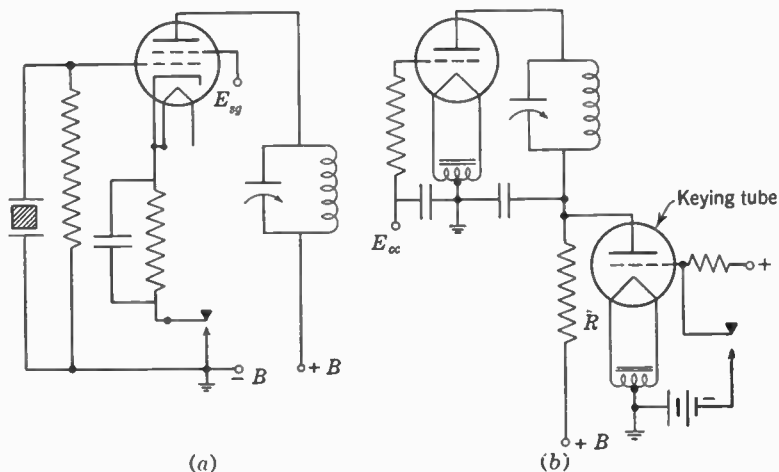 E_sg
- B
+ B
(a)
E_cc
Keying tube
+
R
-
+ B
(b)